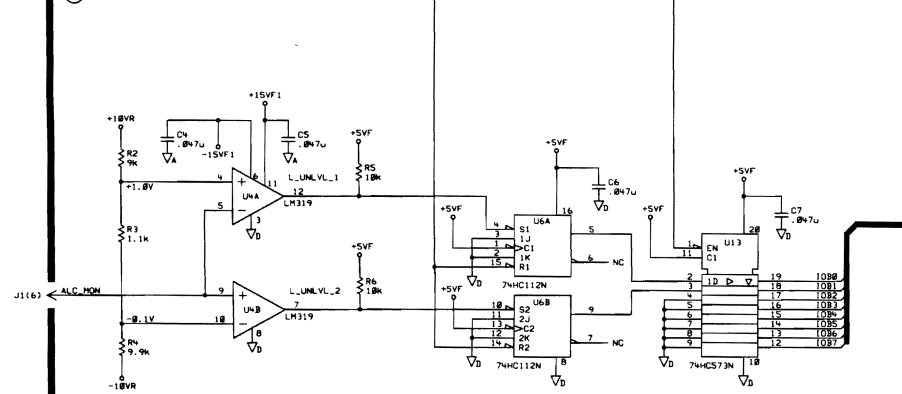 +15VF1
+10VR
C4
.047u
C5
.047u
-15VF1
A
A
+5VF
R2
9k
R5
10k
+1.0V
4
6
11
L_UNLVL_1
12
U4A
LM319
5
3
D
R3
1.1k
J1(6)
ALC_MON
9
L_UNLVL_2
7
U4B
LM319
-0.1V
10
8
D
R4
9.9k
-10VR
+5VF
R6
10k
+5VF
C6
.047u
D
16
U6A
+5VF
4 S1
3 1J
1 C1
2 1K
15 R1
5
6 NC
74HC112N
+5VF
U6B
10 S2
11 2J
13 C2
12 2K
14 R2
9
7 NC
74HC112N
8
D
D
+5VF
C7
.047u
D
+5VF
20
U13
1 EN
11 C1
2 1D 19 IOB0
3 18 IOB1
4 17 IOB2
5 16 IOB3
6 15 IOB4
7 14 IOB5
8 13 IOB6
9 12 IOB7
74HC573N
10
D
D